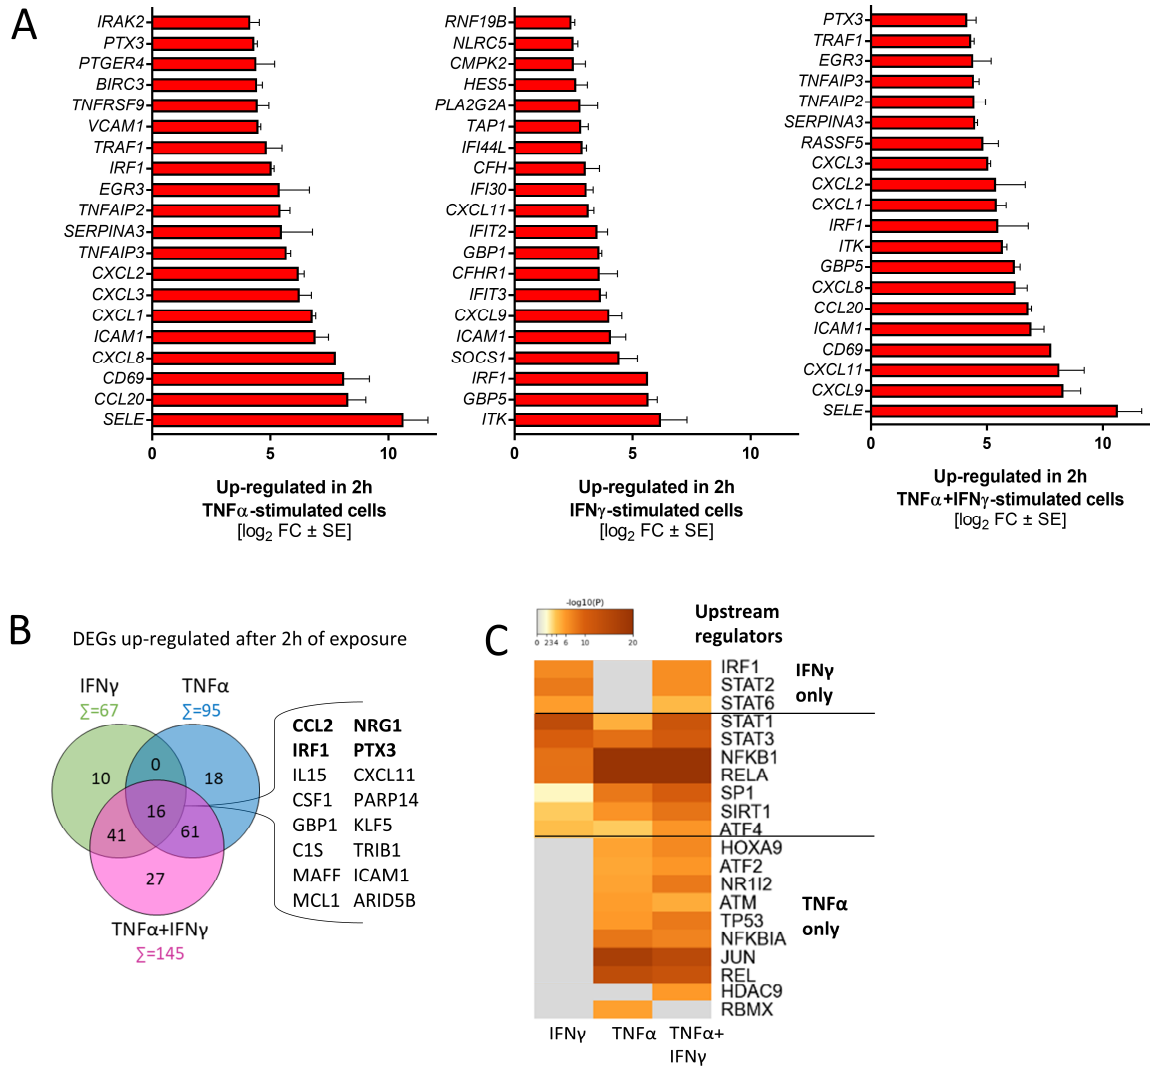 A
IRAK2
PTX3
PTGER4
BIRC3
TNFRSF9
VCAM1
TRAF1
IRF1
EGR3
TNFAIP2
SERPINA3
TNFAIP3
CXCL2
CXCL3
CXCL1
ICAM1
CXCL8
CD69
CCL20
SELE
0 5 10
Up-regulated in 2h
TNFα-stimulated cells
[log2 FC ± SE]
RNF19B
NLRC5
CMPK2
HES5
PLA2G2A
TAP1
IFI44L
CFH
IFI30
CXCL11
IFIT2
GBP1
CFHR1
IFIT3
CXCL9
ICAM1
SOCS1
IRF1
GBP5
ITK
0 5 10
Up-regulated in 2h
IFNγ-stimulated cells
[log2 FC ± SE]
PTX3
TRAF1
EGR3
TNFAIP3
TNFAIP2
SERPINA3
RASSF5
CXCL3
CXCL2
CXCL1
IRF1
ITK
GBP5
CXCL8
CCL20
ICAM1
CD69
CXCL11
CXCL9
SELE
0 5 10
Up-regulated in 2h
TNFα+IFNγ-stimulated cells
[log2 FC ± SE]
B
DEGs up-regulated after 2h of exposure
IFNγ TNFα
∑=67 ∑=95
10 0 18
16
41 61
27
TNFα+IFNγ
∑=145
CCL2 NRG1
IRF1 PTX3
IL15 CXCL11
CSF1 PARP14
GBP1 KLF5
C1S TRIB1
MAFF ICAM1
MCL1 ARID5B
C
-log10(P)
0 2 3 4 6 10 20
Upstream
regulators
IRF1
STAT2
STAT6
STAT1
STAT3
NFKB1
RELA
SP1
SIRT1
ATF4
HOXA9
ATF2
NR1I2
ATM
TP53
NFKBIA
JUN
REL
HDAC9
RBMX
IFNγ
only
TNFα
only
IFNγ TNFα TNFα+
IFNγ